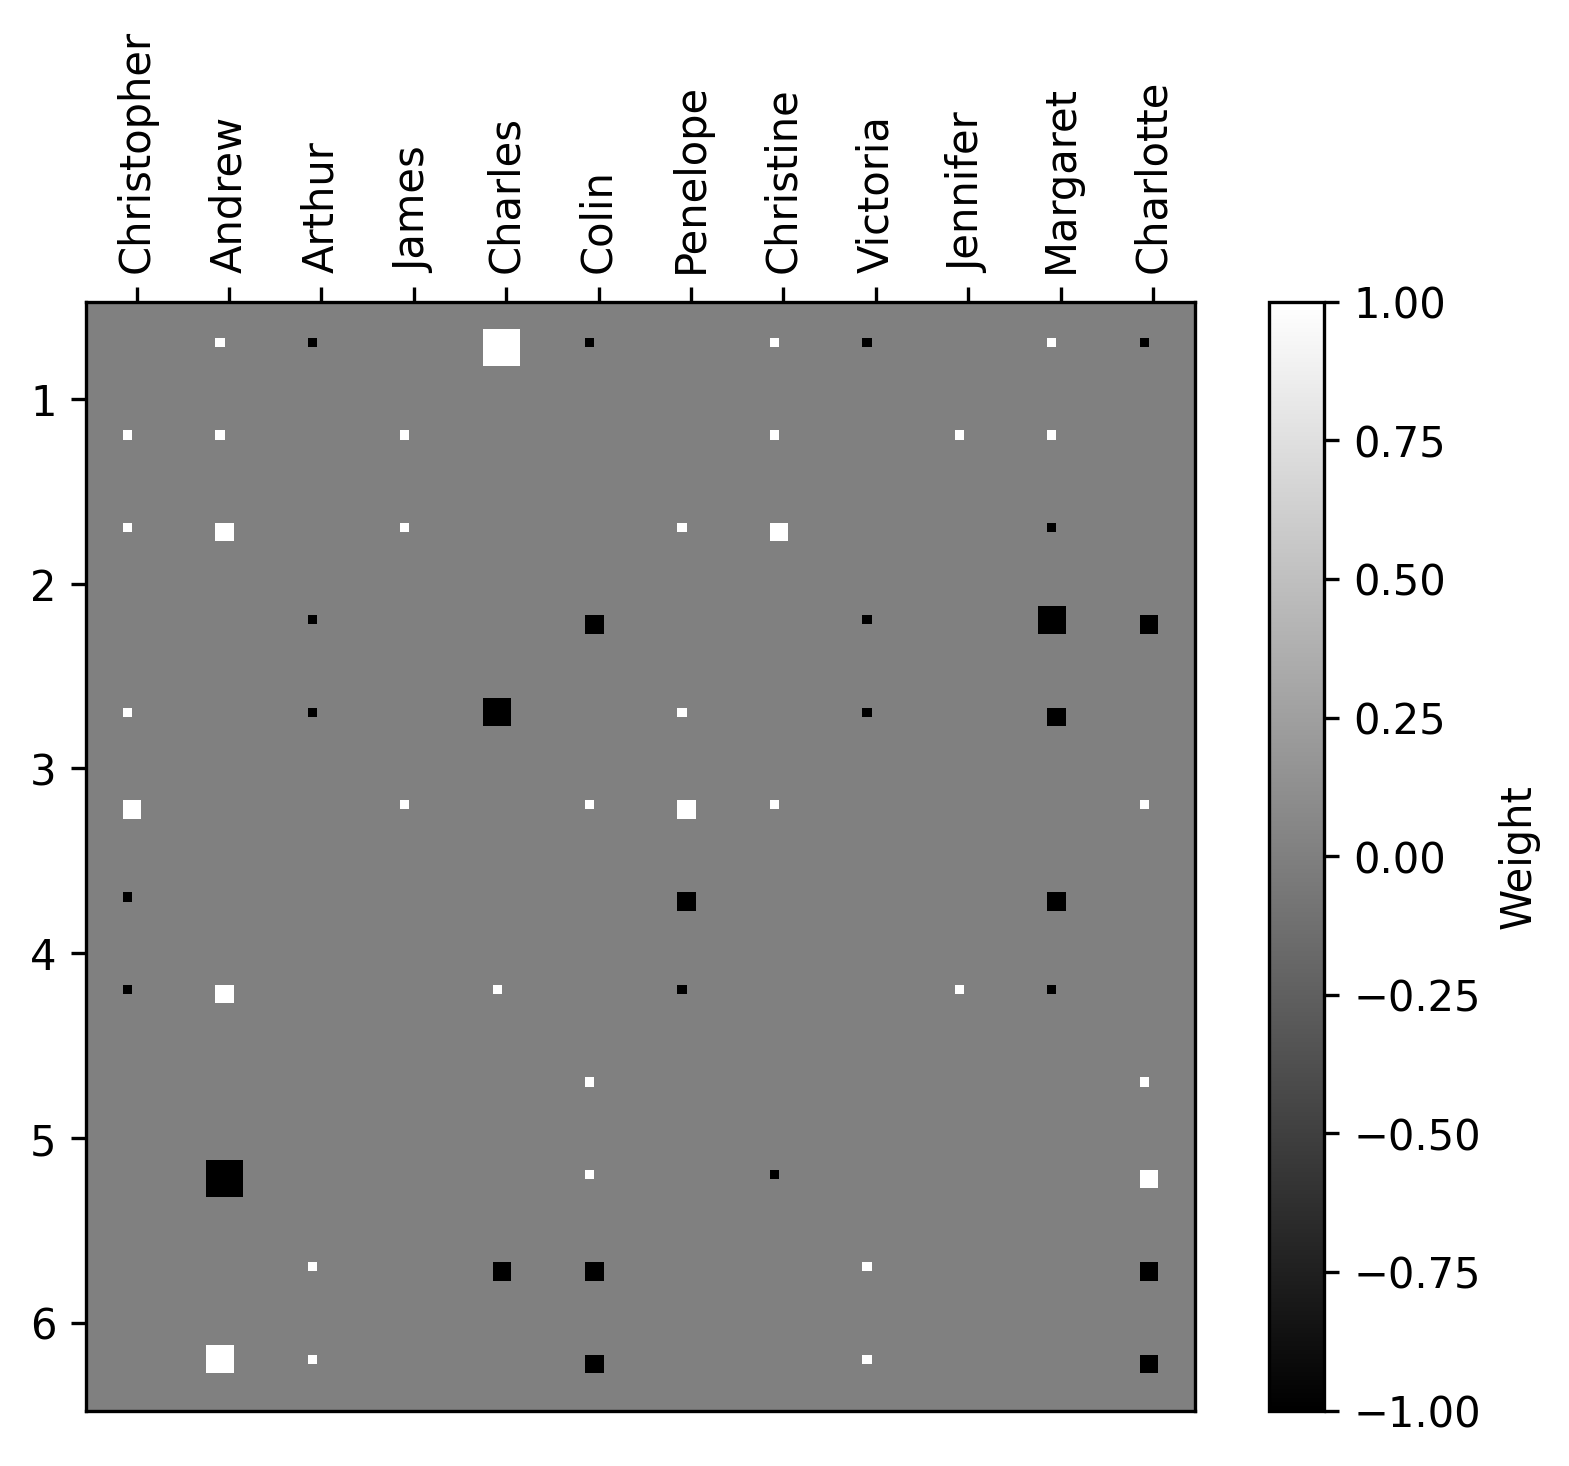 Christopher
Andrew
Arthur
James
Charles
Colin
Penelope
Christine
Victoria
Jennifer
Margaret
Charlotte
1
2
3
4
5
6
1.00
0.75
0.50
0.25
0.00
−0.25
−0.50
−0.75
−1.00
Weight